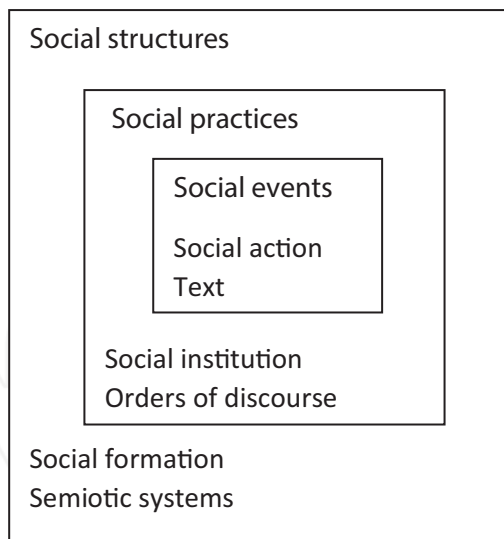 Social structures
Social practices
Social events
Social action
Text
Social institution
Orders of discourse
Social formation
Semiotic systems